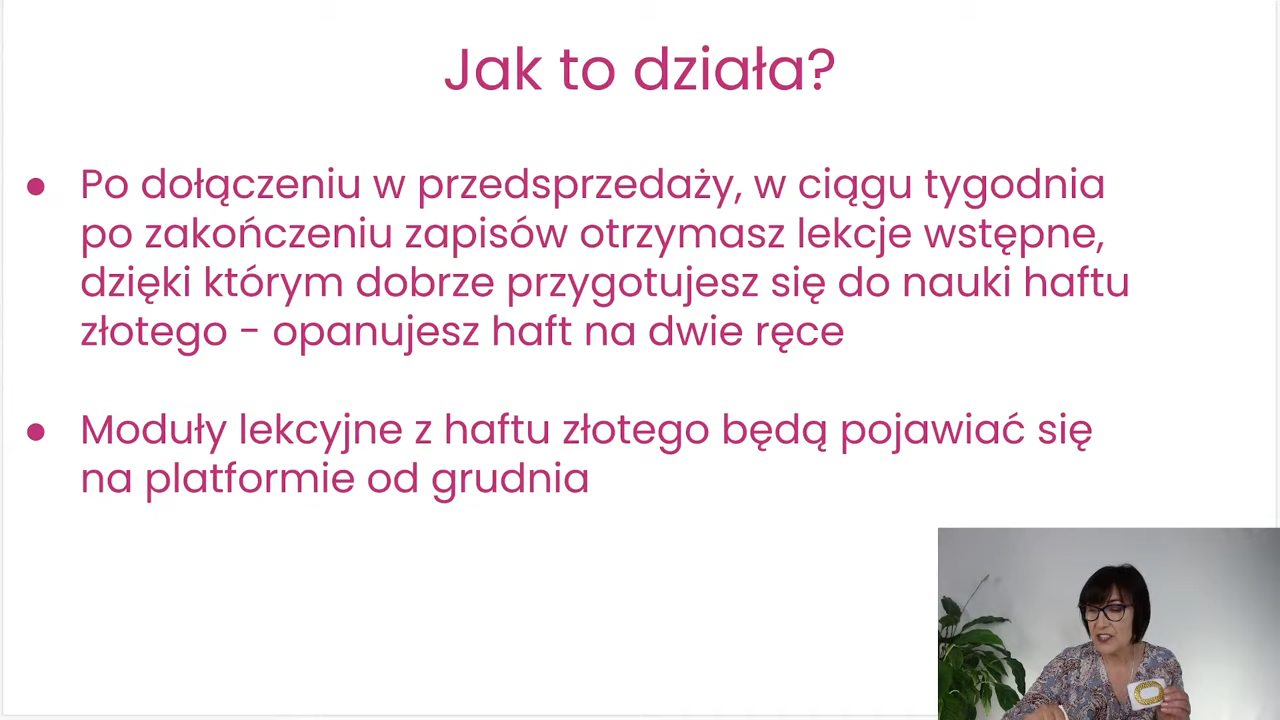 Jak to działa?
● Po dołączeniu w przedsprzedaży, w ciągu tygodnia
po zakończeniu zapisów otrzymasz lekcje wstępne,
dzięki którym dobrze przygotujesz się do nauki haftu
złotego - opanujesz haft na dwie ręce
● Moduły lekcyjne z haftu złotego będą pojawiać się
na platformie od grudnia